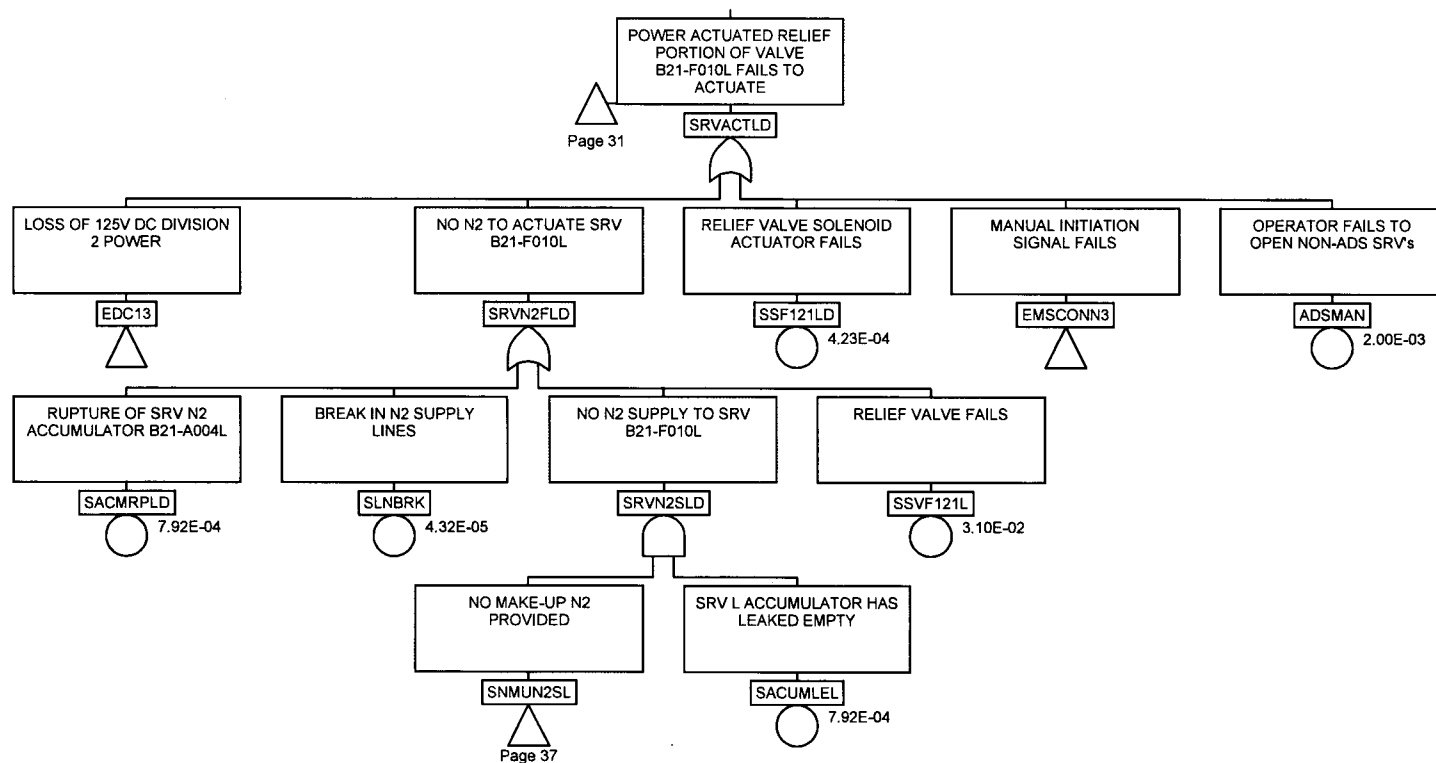 POWER ACTUATED RELIEF
PORTION OF VALVE
B21-F010L FAILS TO
ACTUATE
Page 31
SRVACTLD
LOSS OF 125V DC DIVISION
2 POWER
EDC13
NO N2 TO ACTUATE SRV
B21-F010L
SRVN2FLD
RELIEF VALVE SOLENOID
ACTUATOR FAILS
SSF121LD
4.23E-04
MANUAL INITIATION
SIGNAL FAILS
EMSCONN3
OPERATOR FAILS TO
OPEN NON-ADS SRV's
ADSMAN
2.00E-03
RUPTURE OF SRV N2
ACCUMULATOR B21-A004L
SACMRPLD
7.92E-04
BREAK IN N2 SUPPLY
LINES
SLNBRK
4.32E-05
NO N2 SUPPLY TO SRV
B21-F010L
SRVN2SLD
RELIEF VALVE FAILS
SSVF121L
3.10E-02
NO MAKE-UP N2
PROVIDED
SNMUN2SL
Page 37
SRV L ACCUMULATOR HAS
LEAKED EMPTY
SACUMLEL
7.92E-04